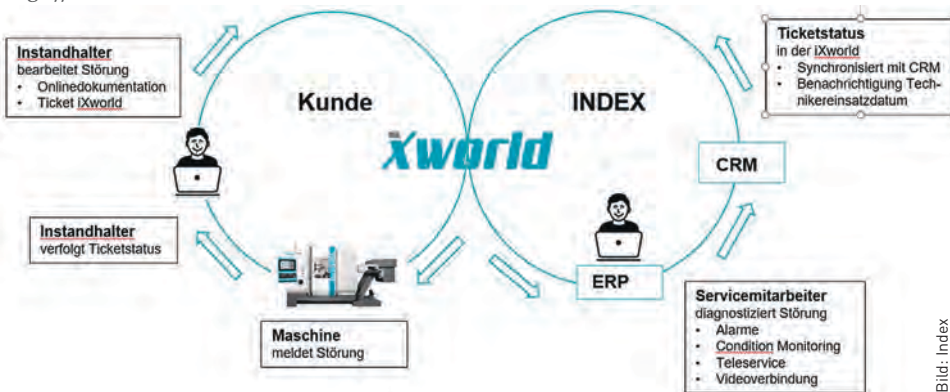 Instandhalter
bearbeitet Störung
• Onlinedokumentation
• Ticket iXworld
Kunde
INDEX
Ticketstatus
in der iXworld
• Synchronisiert mit CRM
• Benachrichtigung Tech-
nikereinsatzdatum
Xworld
CRM
Instandhalter
verfolgt Ticketstatus
ERP
Maschine
meldet Störung
Servicemitarbeiter
diagnostiziert Störung
• Alarme
• Condition Monitoring
• Teleservice
• Videoverbindung
Bild: Index